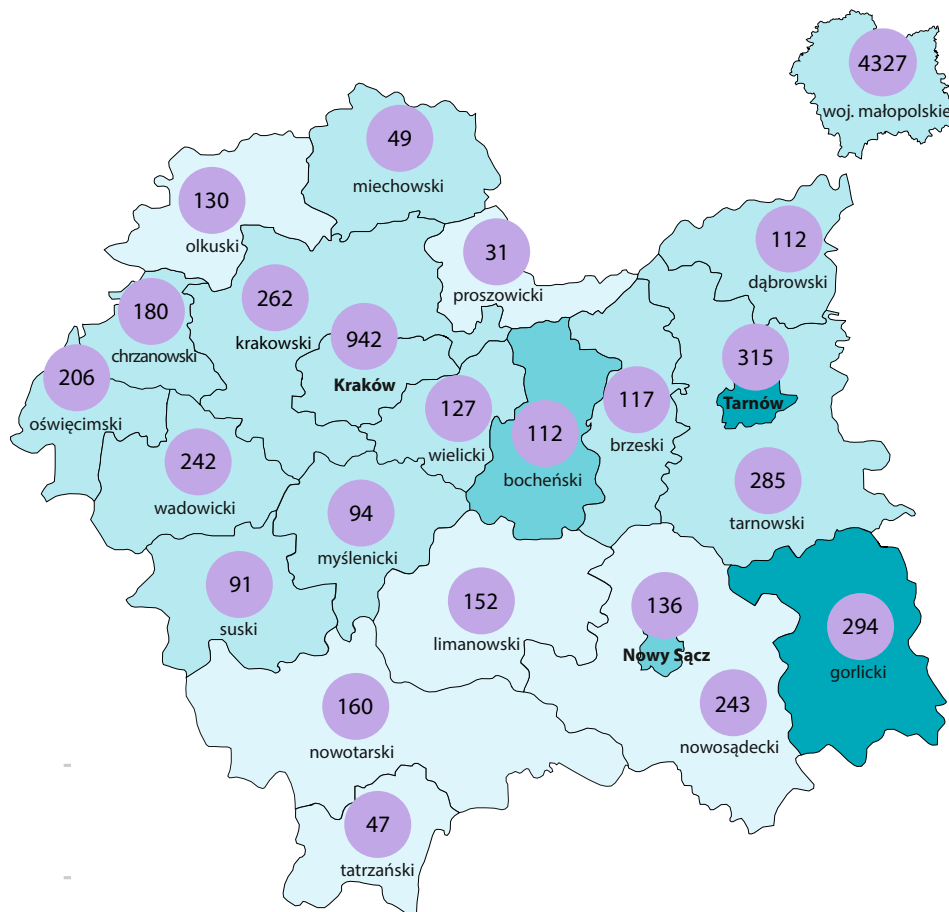 4327
woj. małopolskie
49
miechowski
130
olkuski
112
dąbrowski
31
proszowicki
262
krakowski
180
chrzanowski
942
Kraków
315
Tarnów
206
oświęcimski
127
wielicki
117
brzeski
112
bocheński
242
wadowicki
285
tarnowski
94
myślenicki
91
suski
152
limanowski
136
Nowy Sącz
294
gorlicki
160
nowotarski
243
nowosądecki
47
tatrzański